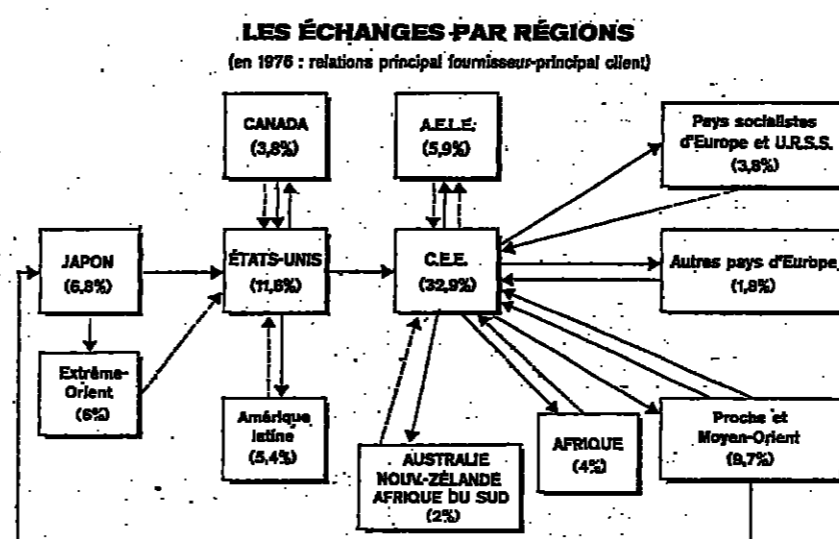 LES ÉCHANGES PAR RÉGIONS
(en 1976 : relations principal fournisseur-principal client)
CANADA
(3,8%)
A.E.L.E.
(5,9%)
Pays socialistes
d'Europe et U.R.S.S.
(3,8%)
JAPON
(6,8%)
ÉTATS-UNIS
(11,8%)
C.E.E.
(32,9%)
Autres pays d'Europe
(1,8%)
Extrême-
Orient
(6%)
Amérique
latine
(5,4%)
AUSTRALIE
NOUV.-ZÉLANDE
AFRIQUE DU SUD
(2%)
AFRIQUE
(4%)
Proche et
Moyen-Orient
(9,7%)